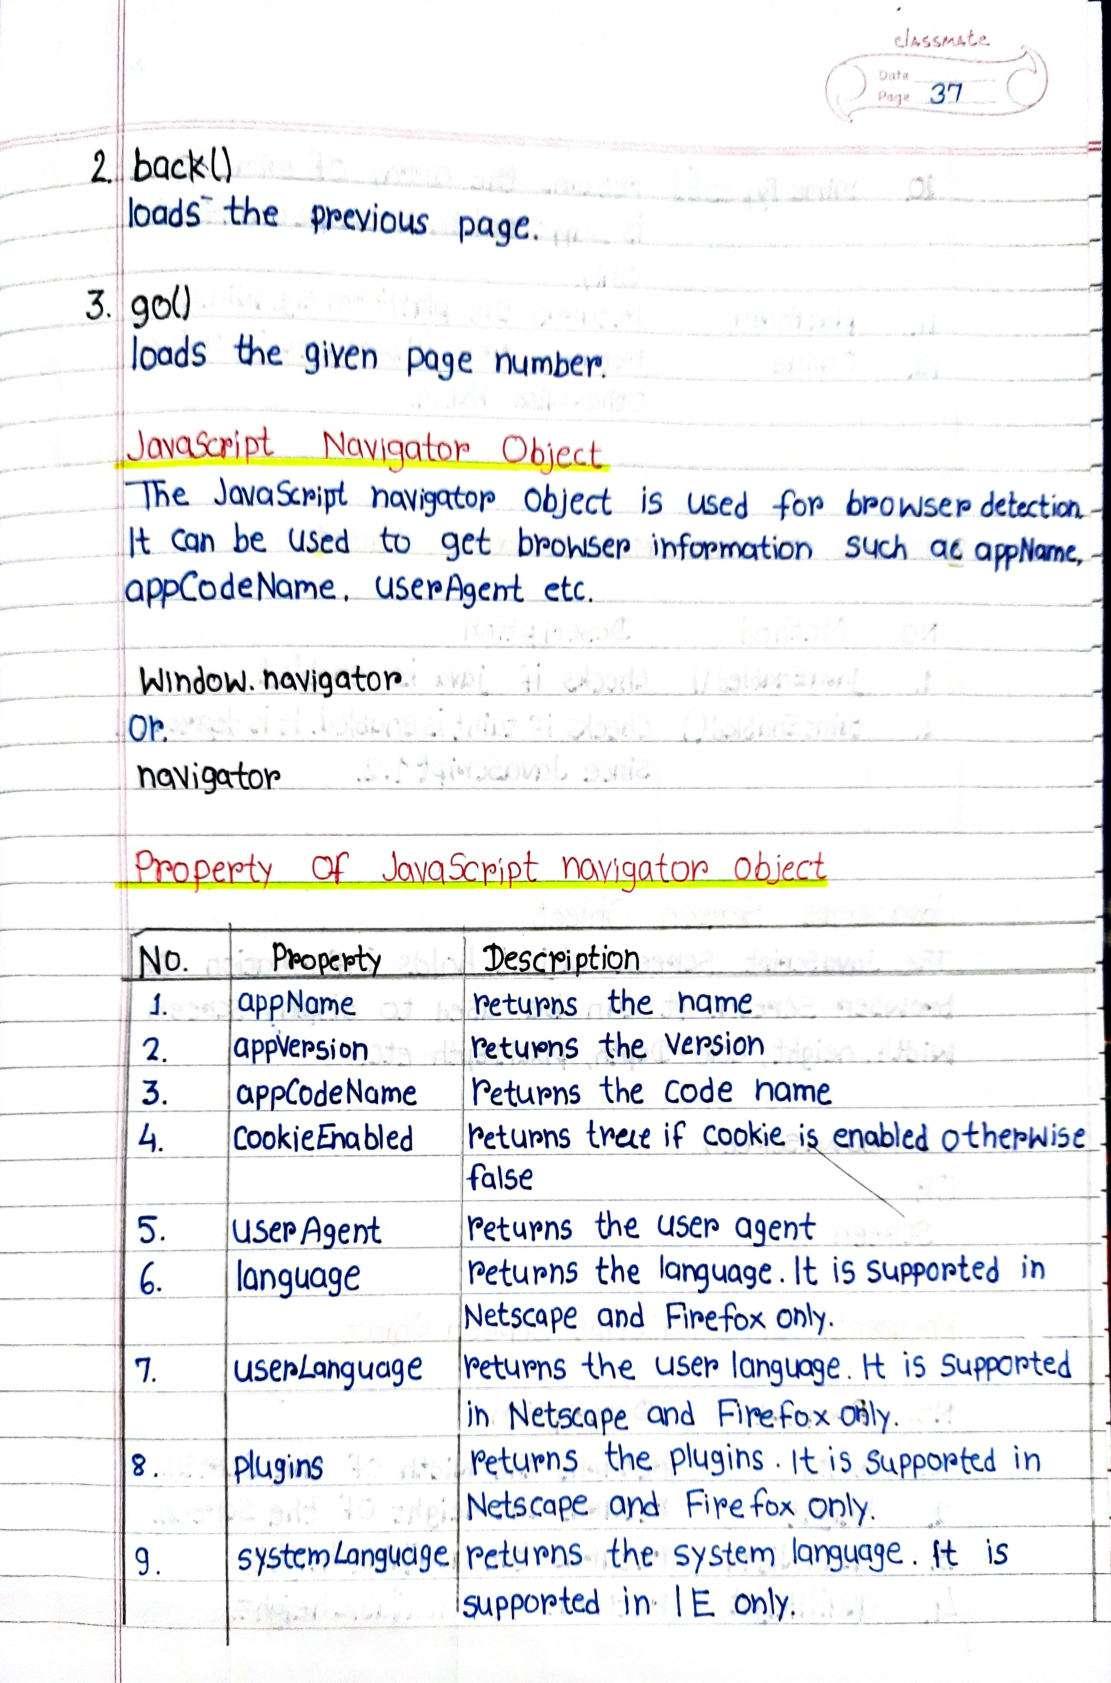 classmate
Date
Page 37
2. back()
loads the previous page.
3. go()
loads the given page number.
JavaScript Navigator Object
The JavaScript navigator object is used for browser detection.
It can be used to get browser information such as appName,
appCodeName, userAgent etc.
Window.navigator
Or.
navigator
Property Of JavaScript navigator object
No. Property Description
1. appName returns the name
2. appVersion returns the Version
3. appCodeName returns the code name
4. CookieEnabled returns true if cookie is enabled otherwise
false
5. userAgent returns the user agent
6. language returns the language. It is supported in
Netscape and Firefox only.
7. userLanguage returns the user language. It is supported
in Netscape and Firefox only.
8. plugins returns the plugins. It is supported in
Netscape and Firefox only.
9. systemLanguage returns the system language. It is
supported in IE only.